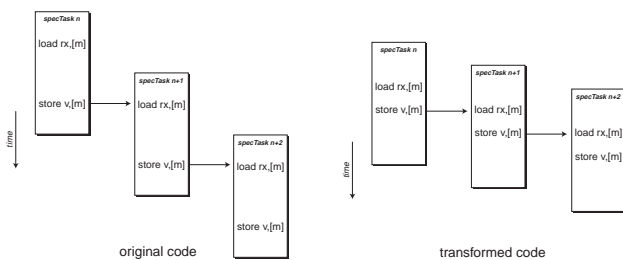 specTask n
load rx,[m]
store v,[m]
specTask n+1
load rx,[m]
store v,[m]
specTask n+2
load rx,[m]
store v,[m]
time
original code
specTask n
load rx,[m]
store v,[m]
specTask n+1
load rx,[m]
store v,[m]
specTask n+2
load rx,[m]
store v,[m]
time
transformed code